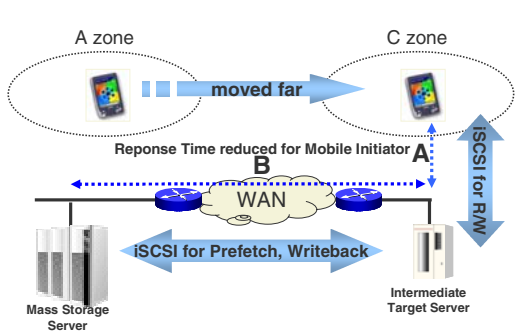 A zone
C zone
moved far
Reponse Time reduced for Mobile Initiator
A
B
iSCSI for R/W
WAN
iSCSI for Prefetch, Writeback
Mass Storage
Server
Intermediate
Target Server